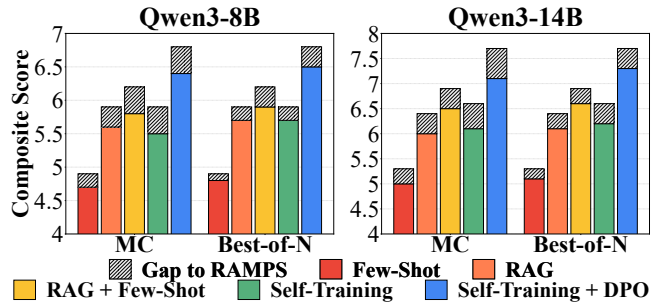 Qwen3-8B
Qwen3-14B
Composite Score
7
6.5
6
5.5
5
4.5
4
MC
Best-of-N
8
7.5
7
6.5
6
5.5
5
4.5
4
MC
Best-of-N
Gap to RAMPS Few-Shot RAG
RAG + Few-Shot Self-Training Self-Training + DPO